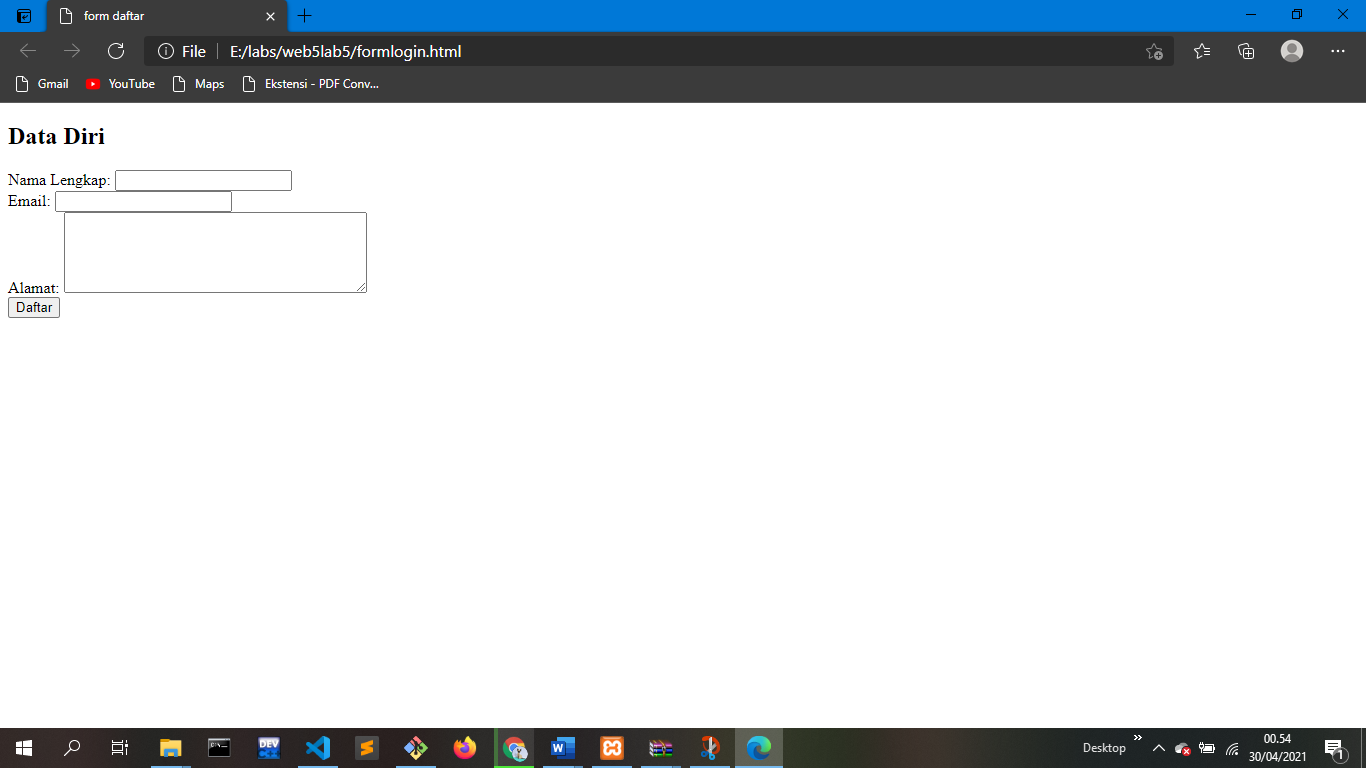 form daftar
File E:/labs/web5lab5/formlogin.html
Gmail YouTube Maps Ekstensi - PDF Conv...
Data Diri
Nama Lengkap:
Email:
Alamat:
Daftar
DEV C++
W
Desktop
00.54
30/04/2021
1